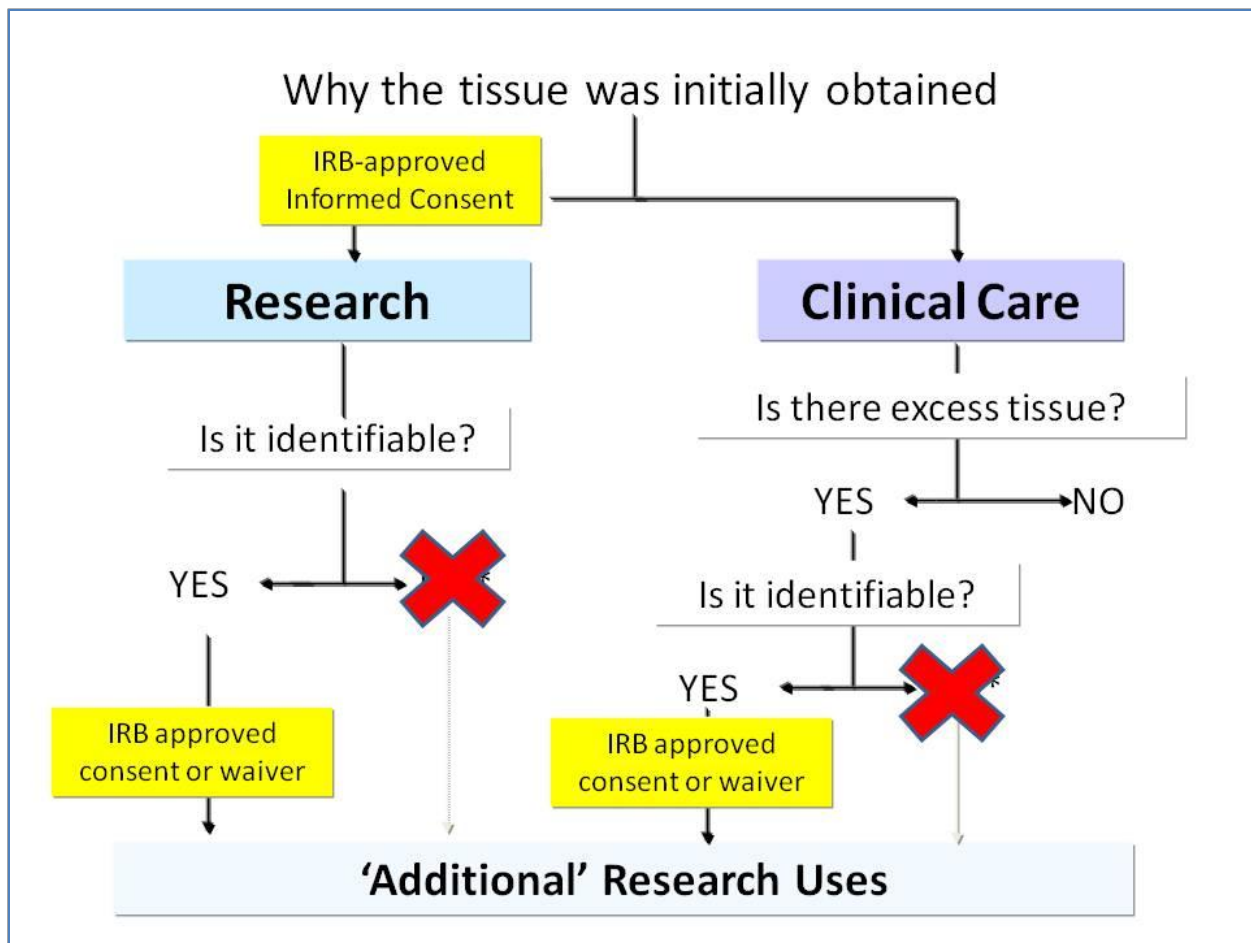 Why the tissue was initially obtained
IRB-approved
Informed Consent
Research
Clinical Care
Is it identifiable?
Is there excess tissue?
YES
NO
YES
*
Is it identifiable?
YES
*
IRB approved
consent or waiver
IRB approved
consent or waiver
‘Additional’ Research Uses